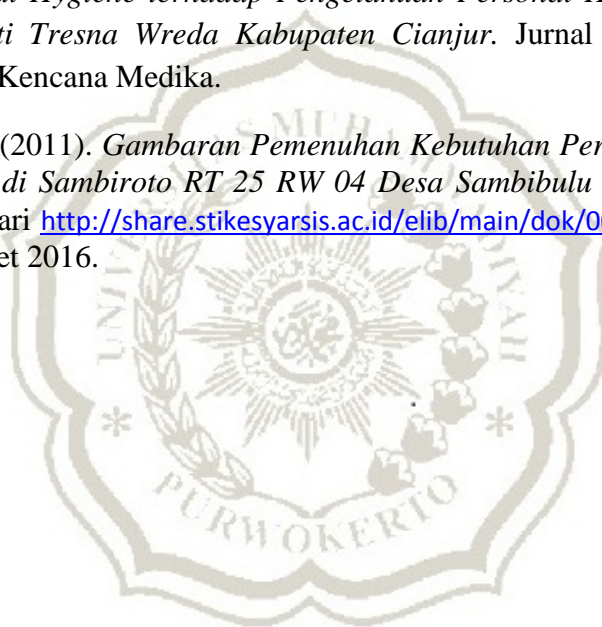 Hygiene terhadap Pengetahuan Personal
ti Tresna Wreda Kabupaten Cianjur. Jurnal
Kencana Medika.
(2011). Gambaran Pemenuhan Kebutuhan Per
di Sambiroto RT 25 RW 04 Desa Sambibulu
ari http://share.stikesyarsis.ac.id/elib/main/dok/0
et 2016.
UNIVERSITAS MUHAMMADIYAH
PURWOKERTO